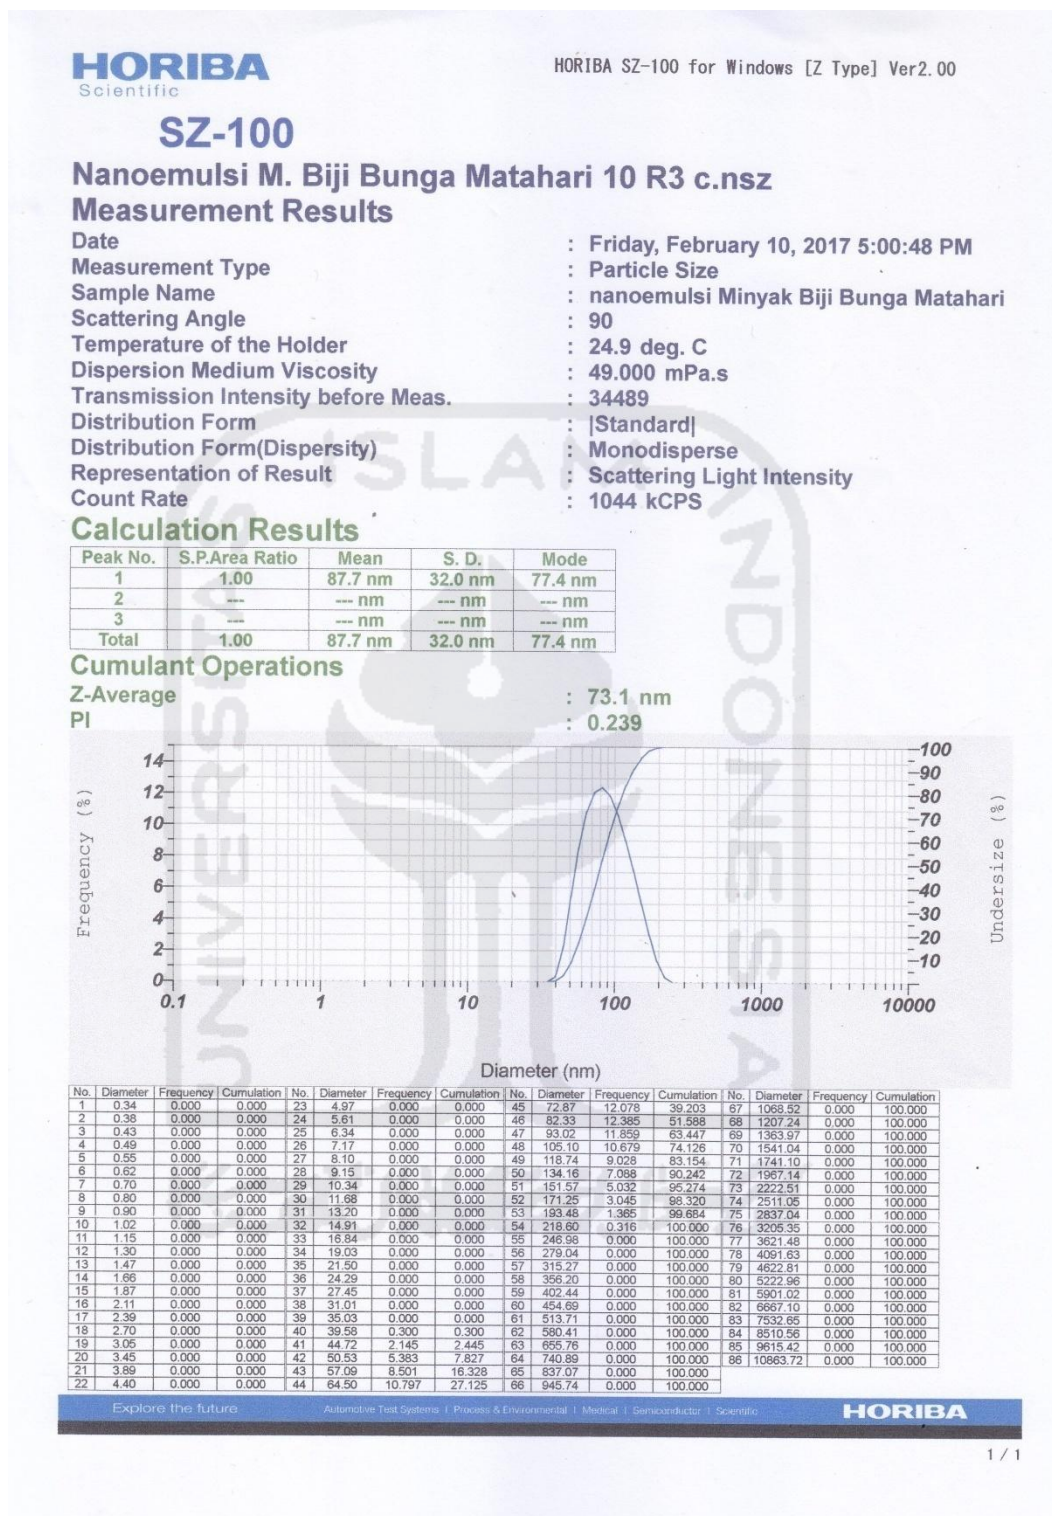 HORIBA
Scientific
HORIBA SZ-100 for Windows [Z Type] Ver2.00
SZ-100
Nanoemulsi M. Biji Bunga Matahari 10 R3 c.nsz
Measurement Results
Date : Friday, February 10, 2017 5:00:48 PM
Measurement Type : Particle Size
Sample Name : nanoemulsi Minyak Biji Bunga Matahari
Scattering Angle : 90
Temperature of the Holder : 24.9 deg. C
Dispersion Medium Viscosity : 49.000 mPa.s
Transmission Intensity before Meas. : 34489
Distribution Form : |Standard|
Distribution Form(Dispersity) : Monodisperse
Representation of Result : Scattering Light Intensity
Count Rate : 1044 kCPS
Calculation Results
Peak No. S.P.Area Ratio Mean S. D. Mode
1 1.00 87.7 nm 32.0 nm 77.4 nm
2 --- --- nm --- nm --- nm
3 --- --- nm --- nm --- nm
Total 1.00 87.7 nm 32.0 nm 77.4 nm
Cumulant Operations
Z-Average : 73.1 nm
PI : 0.239
UNIVERSITAS ISLAM INDONESIA
Frequency (%)
14
12
10
8
6
4
2
0
100
90
80
70
60
50
40
30
20
10
Undersize (%)
0.1 1 10 100 1000 10000
Diameter (nm)
No. Diameter Frequency Cumulation No. Diameter Frequency Cumulation No. Diameter Frequency Cumulation No. Diameter Frequency Cumulation
1 0.34 0.000 0.000 23 4.97 0.000 0.000 45 72.87 12.078 39.203 67 1068.52 0.000 100.000
2 0.38 0.000 0.000 24 5.61 0.000 0.000 46 82.33 12.385 51.588 68 1207.24 0.000 100.000
3 0.43 0.000 0.000 25 6.34 0.000 0.000 47 93.02 11.859 63.447 69 1363.97 0.000 100.000
4 0.49 0.000 0.000 26 7.17 0.000 0.000 48 105.10 10.679 74.126 70 1541.04 0.000 100.000
5 0.55 0.000 0.000 27 8.10 0.000 0.000 49 118.74 9.028 83.154 71 1741.10 0.000 100.000
6 0.62 0.000 0.000 28 9.15 0.000 0.000 50 134.16 7.088 90.242 72 1967.14 0.000 100.000
7 0.70 0.000 0.000 29 10.34 0.000 0.000 51 151.57 5.032 95.274 73 2222.51 0.000 100.000
8 0.80 0.000 0.000 30 11.68 0.000 0.000 52 171.25 3.045 98.320 74 2511.05 0.000 100.000
9 0.90 0.000 0.000 31 13.20 0.000 0.000 53 193.48 1.365 99.684 75 2837.04 0.000 100.000
10 1.02 0.000 0.000 32 14.91 0.000 0.000 54 218.60 0.316 100.000 76 3205.35 0.000 100.000
11 1.15 0.000 0.000 33 16.84 0.000 0.000 55 246.98 0.000 100.000 77 3621.48 0.000 100.000
12 1.30 0.000 0.000 34 19.03 0.000 0.000 56 279.04 0.000 100.000 78 4091.63 0.000 100.000
13 1.47 0.000 0.000 35 21.50 0.000 0.000 57 315.27 0.000 100.000 79 4622.81 0.000 100.000
14 1.66 0.000 0.000 36 24.29 0.000 0.000 58 356.20 0.000 100.000 80 5222.96 0.000 100.000
15 1.87 0.000 0.000 37 27.45 0.000 0.000 59 402.44 0.000 100.000 81 5901.02 0.000 100.000
16 2.11 0.000 0.000 38 31.01 0.000 0.000 60 454.69 0.000 100.000 82 6667.10 0.000 100.000
17 2.39 0.000 0.000 39 35.03 0.000 0.000 61 513.71 0.000 100.000 83 7532.65 0.000 100.000
18 2.70 0.000 0.000 40 39.58 0.300 0.300 62 580.41 0.000 100.000 84 8510.56 0.000 100.000
19 3.05 0.000 0.000 41 44.72 2.145 2.445 63 655.76 0.000 100.000 85 9615.42 0.000 100.000
20 3.45 0.000 0.000 42 50.53 5.383 7.827 64 740.89 0.000 100.000 86 10863.72 0.000 100.000
21 3.89 0.000 0.000 43 57.09 8.501 16.328 65 837.07 0.000 100.000
22 4.40 0.000 0.000 44 64.50 10.797 27.125 66 945.74 0.000 100.000
Explore the future Automotive Test Systems | Process & Environmental | Medical | Semiconductor | Scientific HORIBA
1 / 1